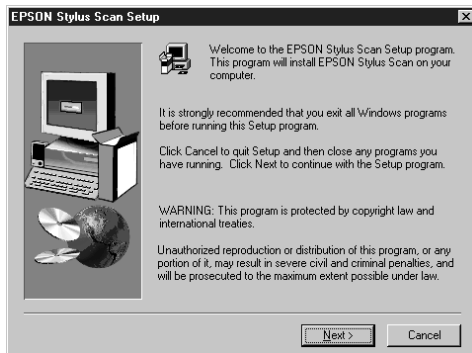 EPSON Stylus Scan Setup
Welcome to the EPSON Stylus Scan Setup program.
This program will install EPSON Stylus Scan on your
computer.
It is strongly recommended that you exit all Windows programs
before running this Setup program.
Click Cancel to quit Setup and then close any programs you
have running. Click Next to continue with the Setup program.
WARNING: This program is protected by copyright law and
international treaties.
Unauthorized reproduction or distribution of this program, or any
portion of it, may result in severe civil and criminal penalties, and
will be prosecuted to the maximum extent possible under law.
Next >
Cancel